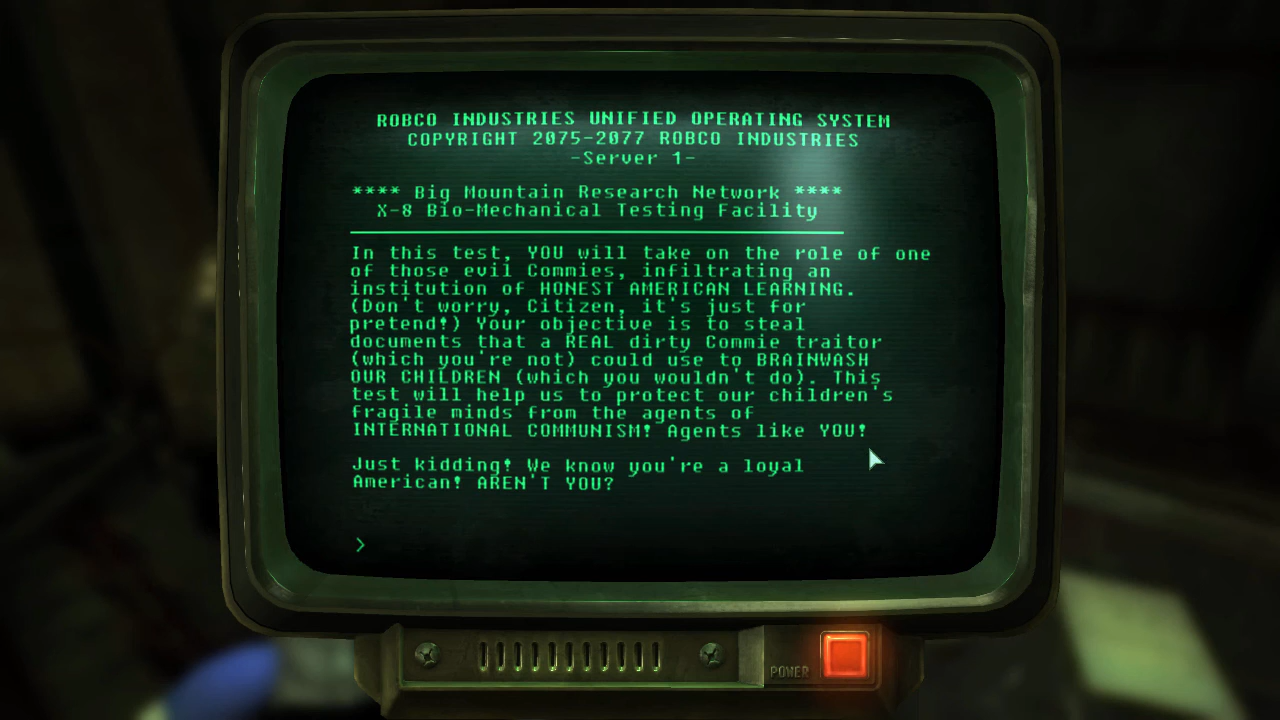 ROBCO INDUSTRIES UNIFIED OPERATING SYSTEM
COPYRIGHT 2075-2077 ROBCO INDUSTRIES
-Server 1-
**** Big Mountain Research Network ****
X-8 Bio-Mechanical Testing Facility
In this test, YOU will take on the role of one
of those evil Commies, infiltrating an
institution of HONEST AMERICAN LEARNING.
(Don't worry, Citizen, it's just for
pretend!) Your objective is to steal
documents that a REAL dirty Commie traitor
(which you're not) could use to BRAINWASH
OUR CHILDREN (which you wouldn't do). This
test will help us to protect our children's
fragile minds from the agents of
INTERNATIONAL COMMUNISM! Agents like YOU!
Just kidding! We know you're a loyal
American! AREN'T YOU?
>
POWER